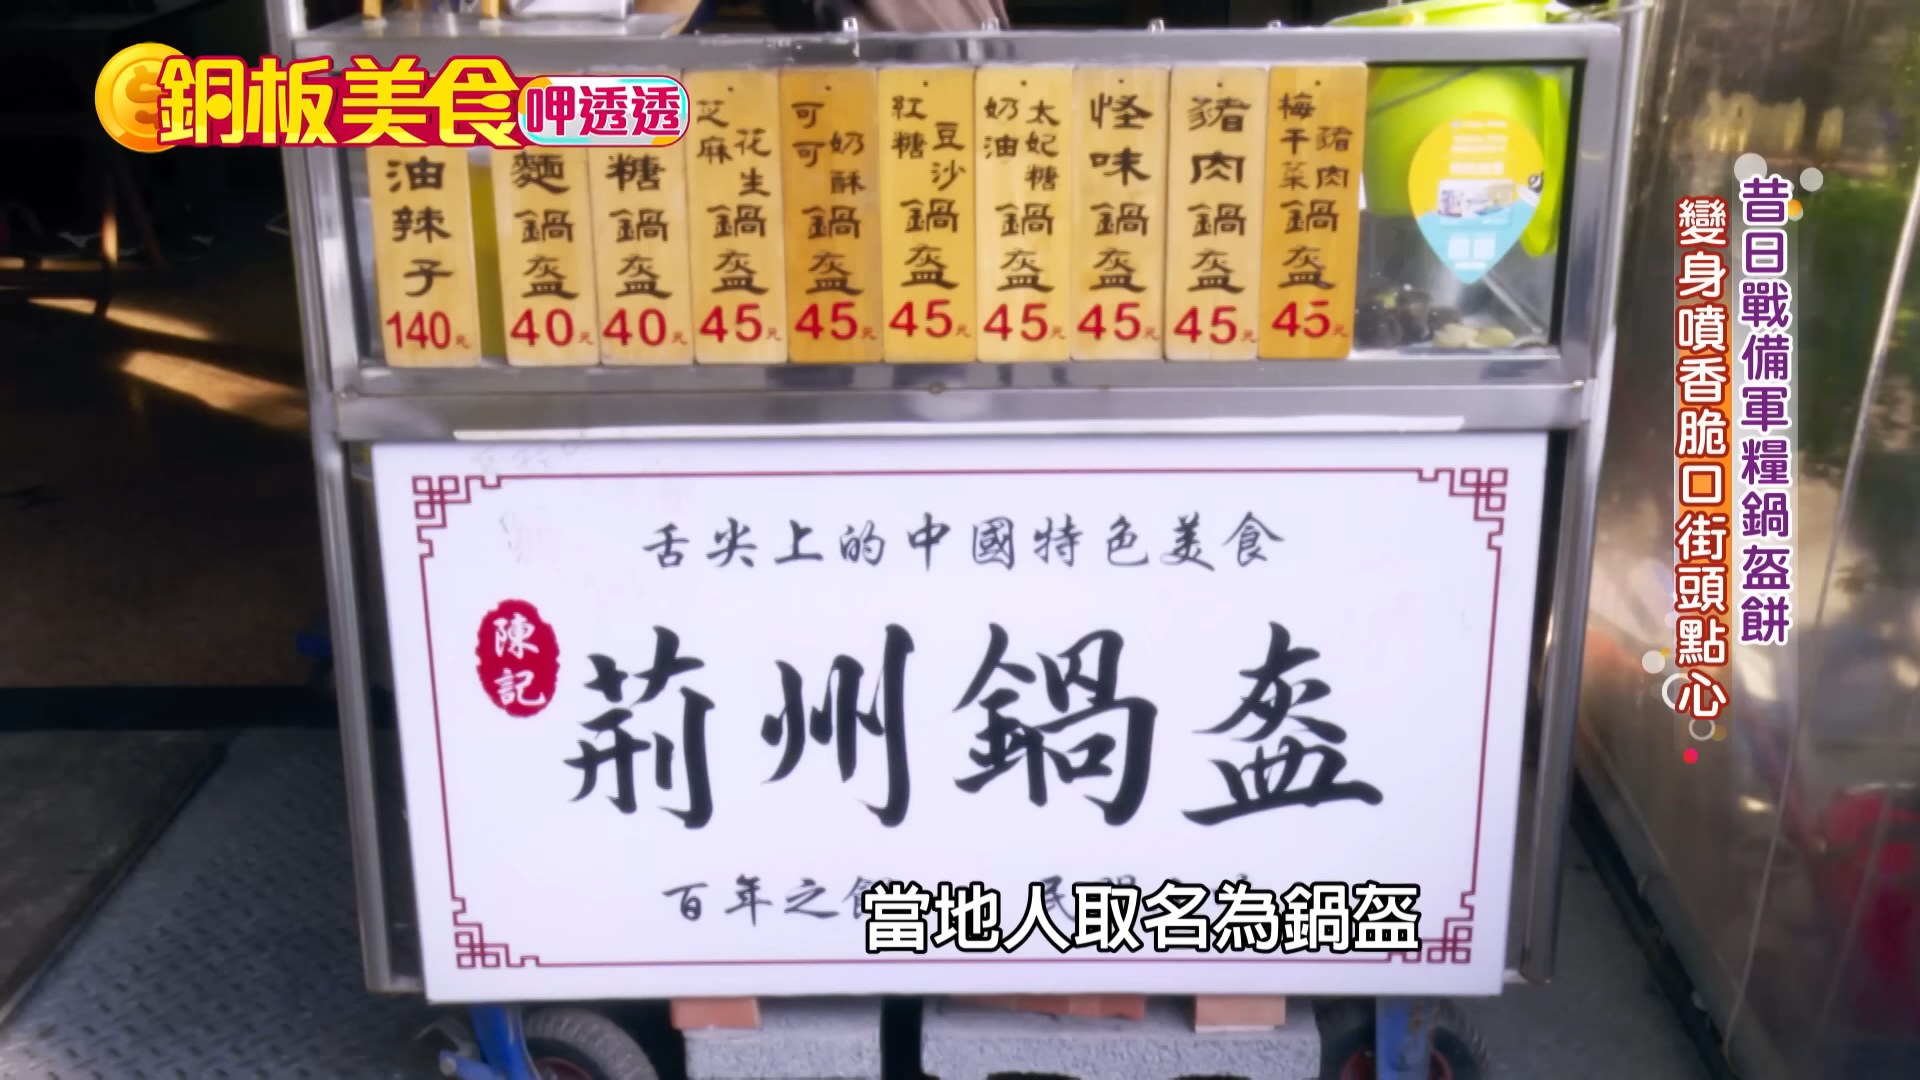 銅板美食
呷透透
油辣子
140元
麵鍋盔
40元
糖鍋盔
40元
芝麻花生鍋盔
45元
可可奶酥鍋盔
45元
紅糖豆沙鍋盔
45元
奶油太妃糖鍋盔
45元
怪味鍋盔
45元
豬肉鍋盔
45元
梅干菜豬肉鍋盔
45元
昔日戰備軍糧鍋盔餅
變身噴香脆口街頭點心
舌尖上的中國特色美食
陳記
荊州鍋盔
百年之
當地人取名為鍋盔